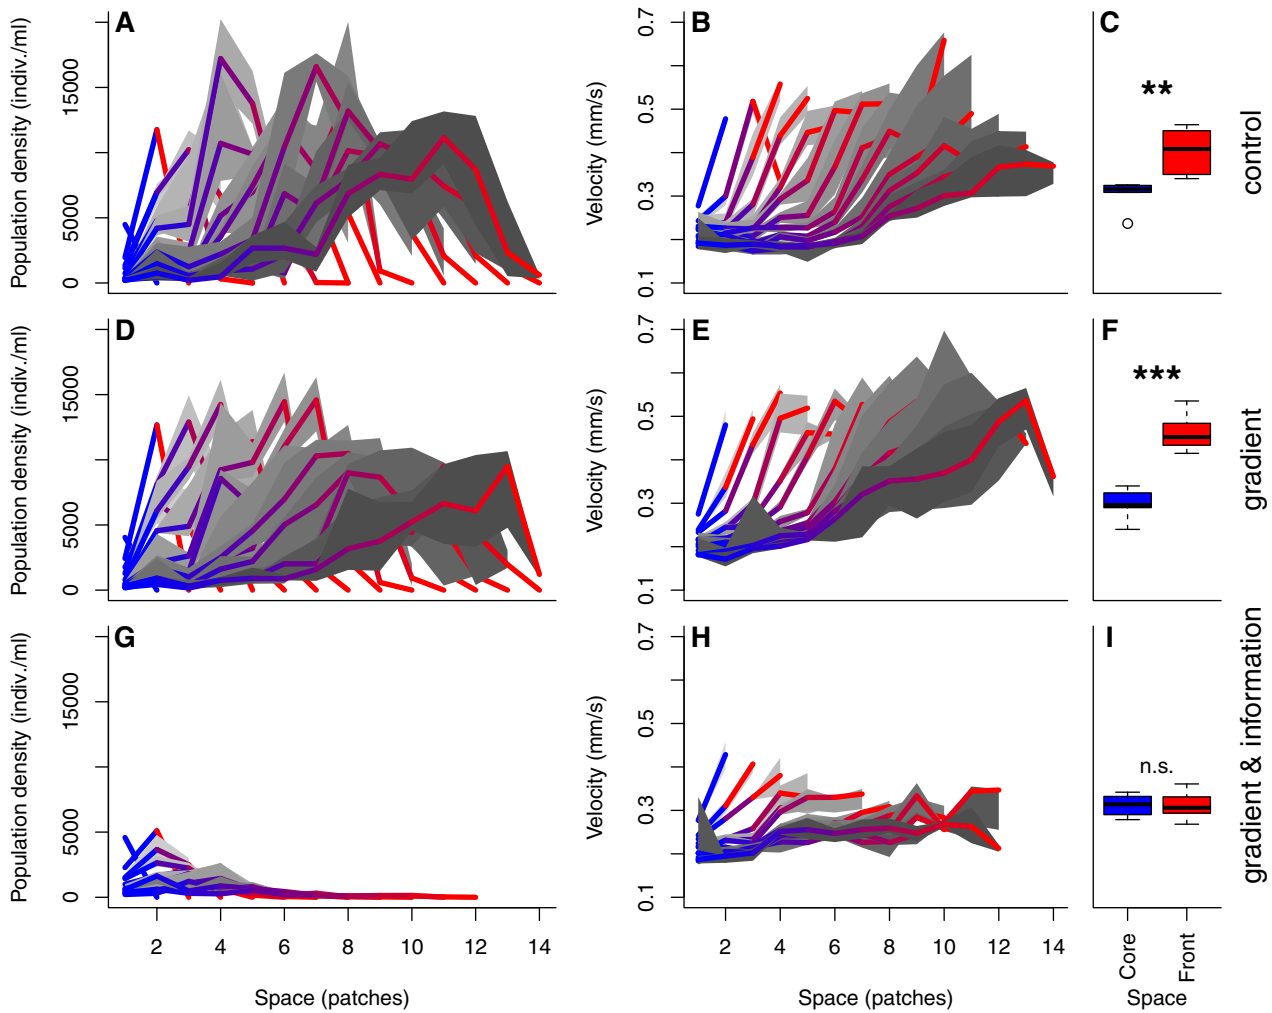 A
B
C
Population density (indiv./ml)
0
5000
15000
Velocity (mm/s)
0.1
0.3
0.5
0.7
**
control
D
E
F
Population density (indiv./ml)
0
5000
15000
Velocity (mm/s)
0.1
0.3
0.5
0.7
***
gradient
G
H
I
Population density (indiv./ml)
0
5000
15000
Velocity (mm/s)
0.1
0.3
0.5
0.7
n.s.
gradient & information
2 4 6 8 10 12 14
2 4 6 8 10 12 14
Core
Front
Space (patches)
Space (patches)
Space